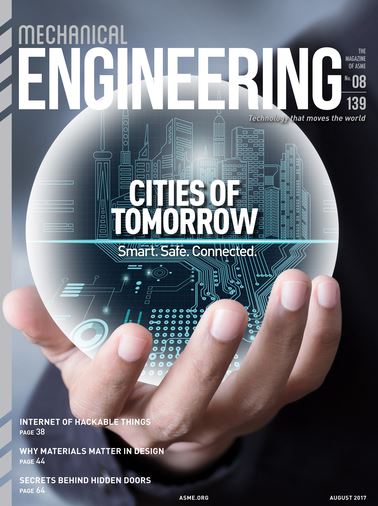 MECHANICAL
ENGINEERING
THE
MAGAZINE
OF ASME
No. 08
139
Technology that moves the world
CITIES OF
TOMORROW
Smart. Safe. Connected.
INTERNET OF HACKABLE THINGS
PAGE 38
WHY MATERIALS MATTER IN DESIGN
PAGE 44
SECRETS BEHIND HIDDEN DOORS
PAGE 64
ASME.ORG
AUGUST 2017